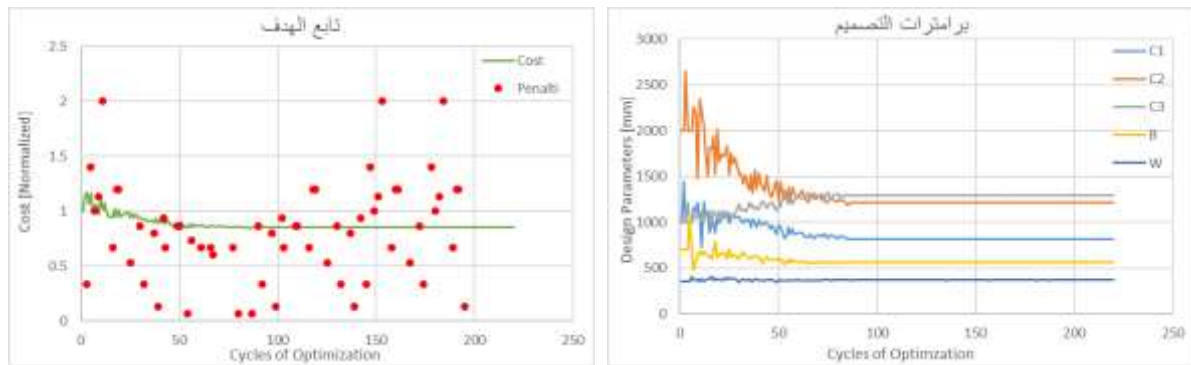 تابع الهدف
2.5
2
1.5
1
0.5
0
Cost [Normalized]
Cost
Penalti
0 50 100 150 200 250
Cycles of Optimization
برامترات التصميم
3000
2500
2000
1500
1000
500
0
Design Parameters [mm]
C1
C2
C3
B
W
0 50 100 150 200 250
Cycles of Optimzation